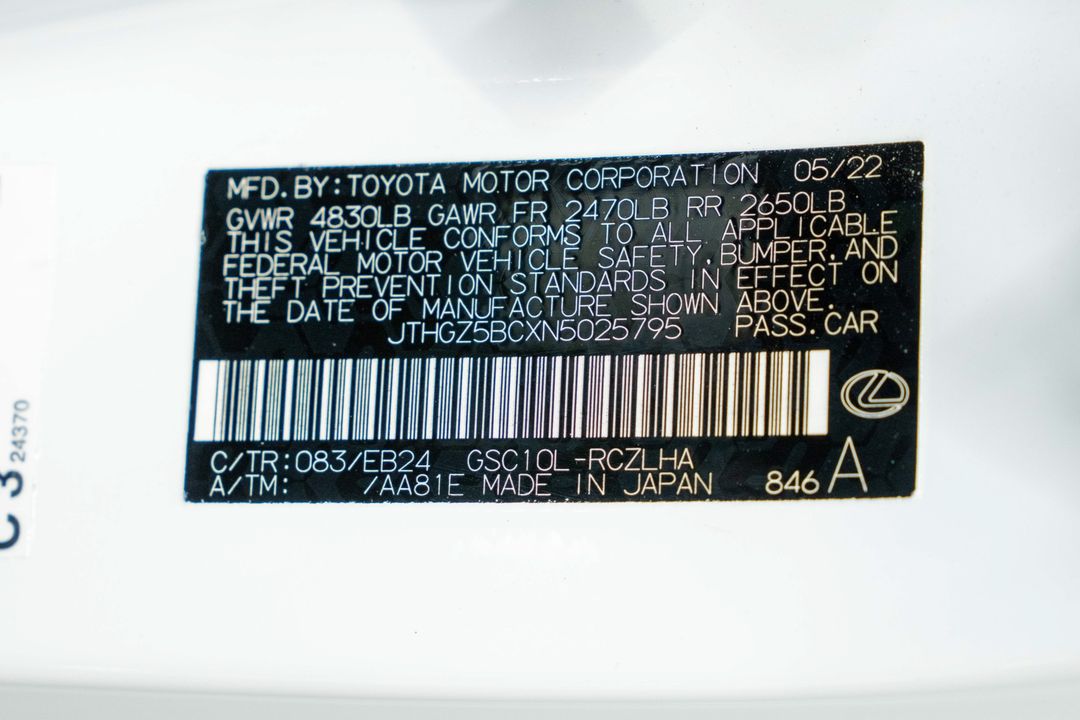 MFD.BY:TOYOTA MOTOR CORPORATION 05/22
GVWR 4830LB GAWR FR 2470LB RR 2650LB
THIS VEHICLE CONFORMS TO ALL APPLICABLE
FEDERAL MOTOR VEHICLE SAFETY,BUMPER,AND
THEFT PREVENTION STANDARDS IN EFFECT ON
THE DATE OF MANUFACTURE SHOWN ABOVE.
JTHGZ5BCXN5025795 PASS.CAR
C/TR:083/EB24 GSC10L-RCZLHA
A/TM: /AA81E MADE IN JAPAN 846 A
C 3
24370